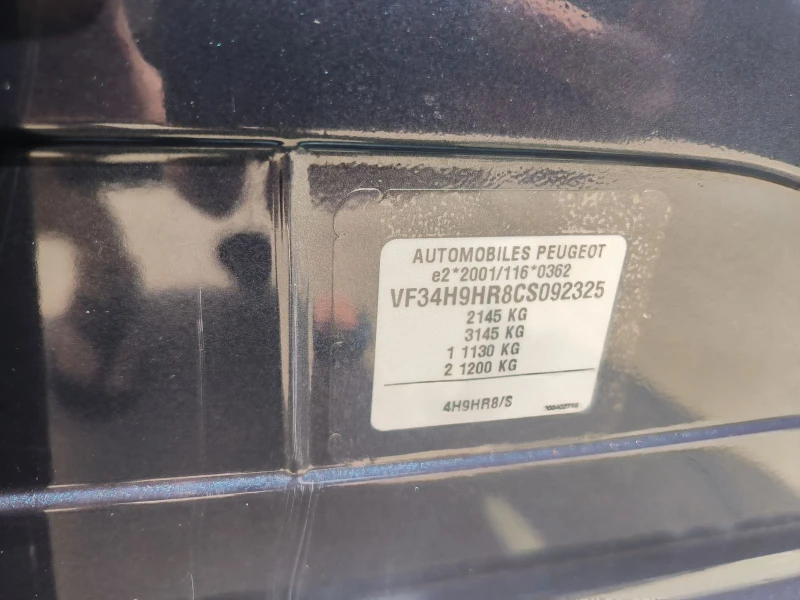 AUTOMOBILES PEUGEOT
e2*2001/116*0362
VF34H9HR8CS092325
2145 KG
3145 KG
1 1130 KG
2 1200 KG
4H9HR8/S